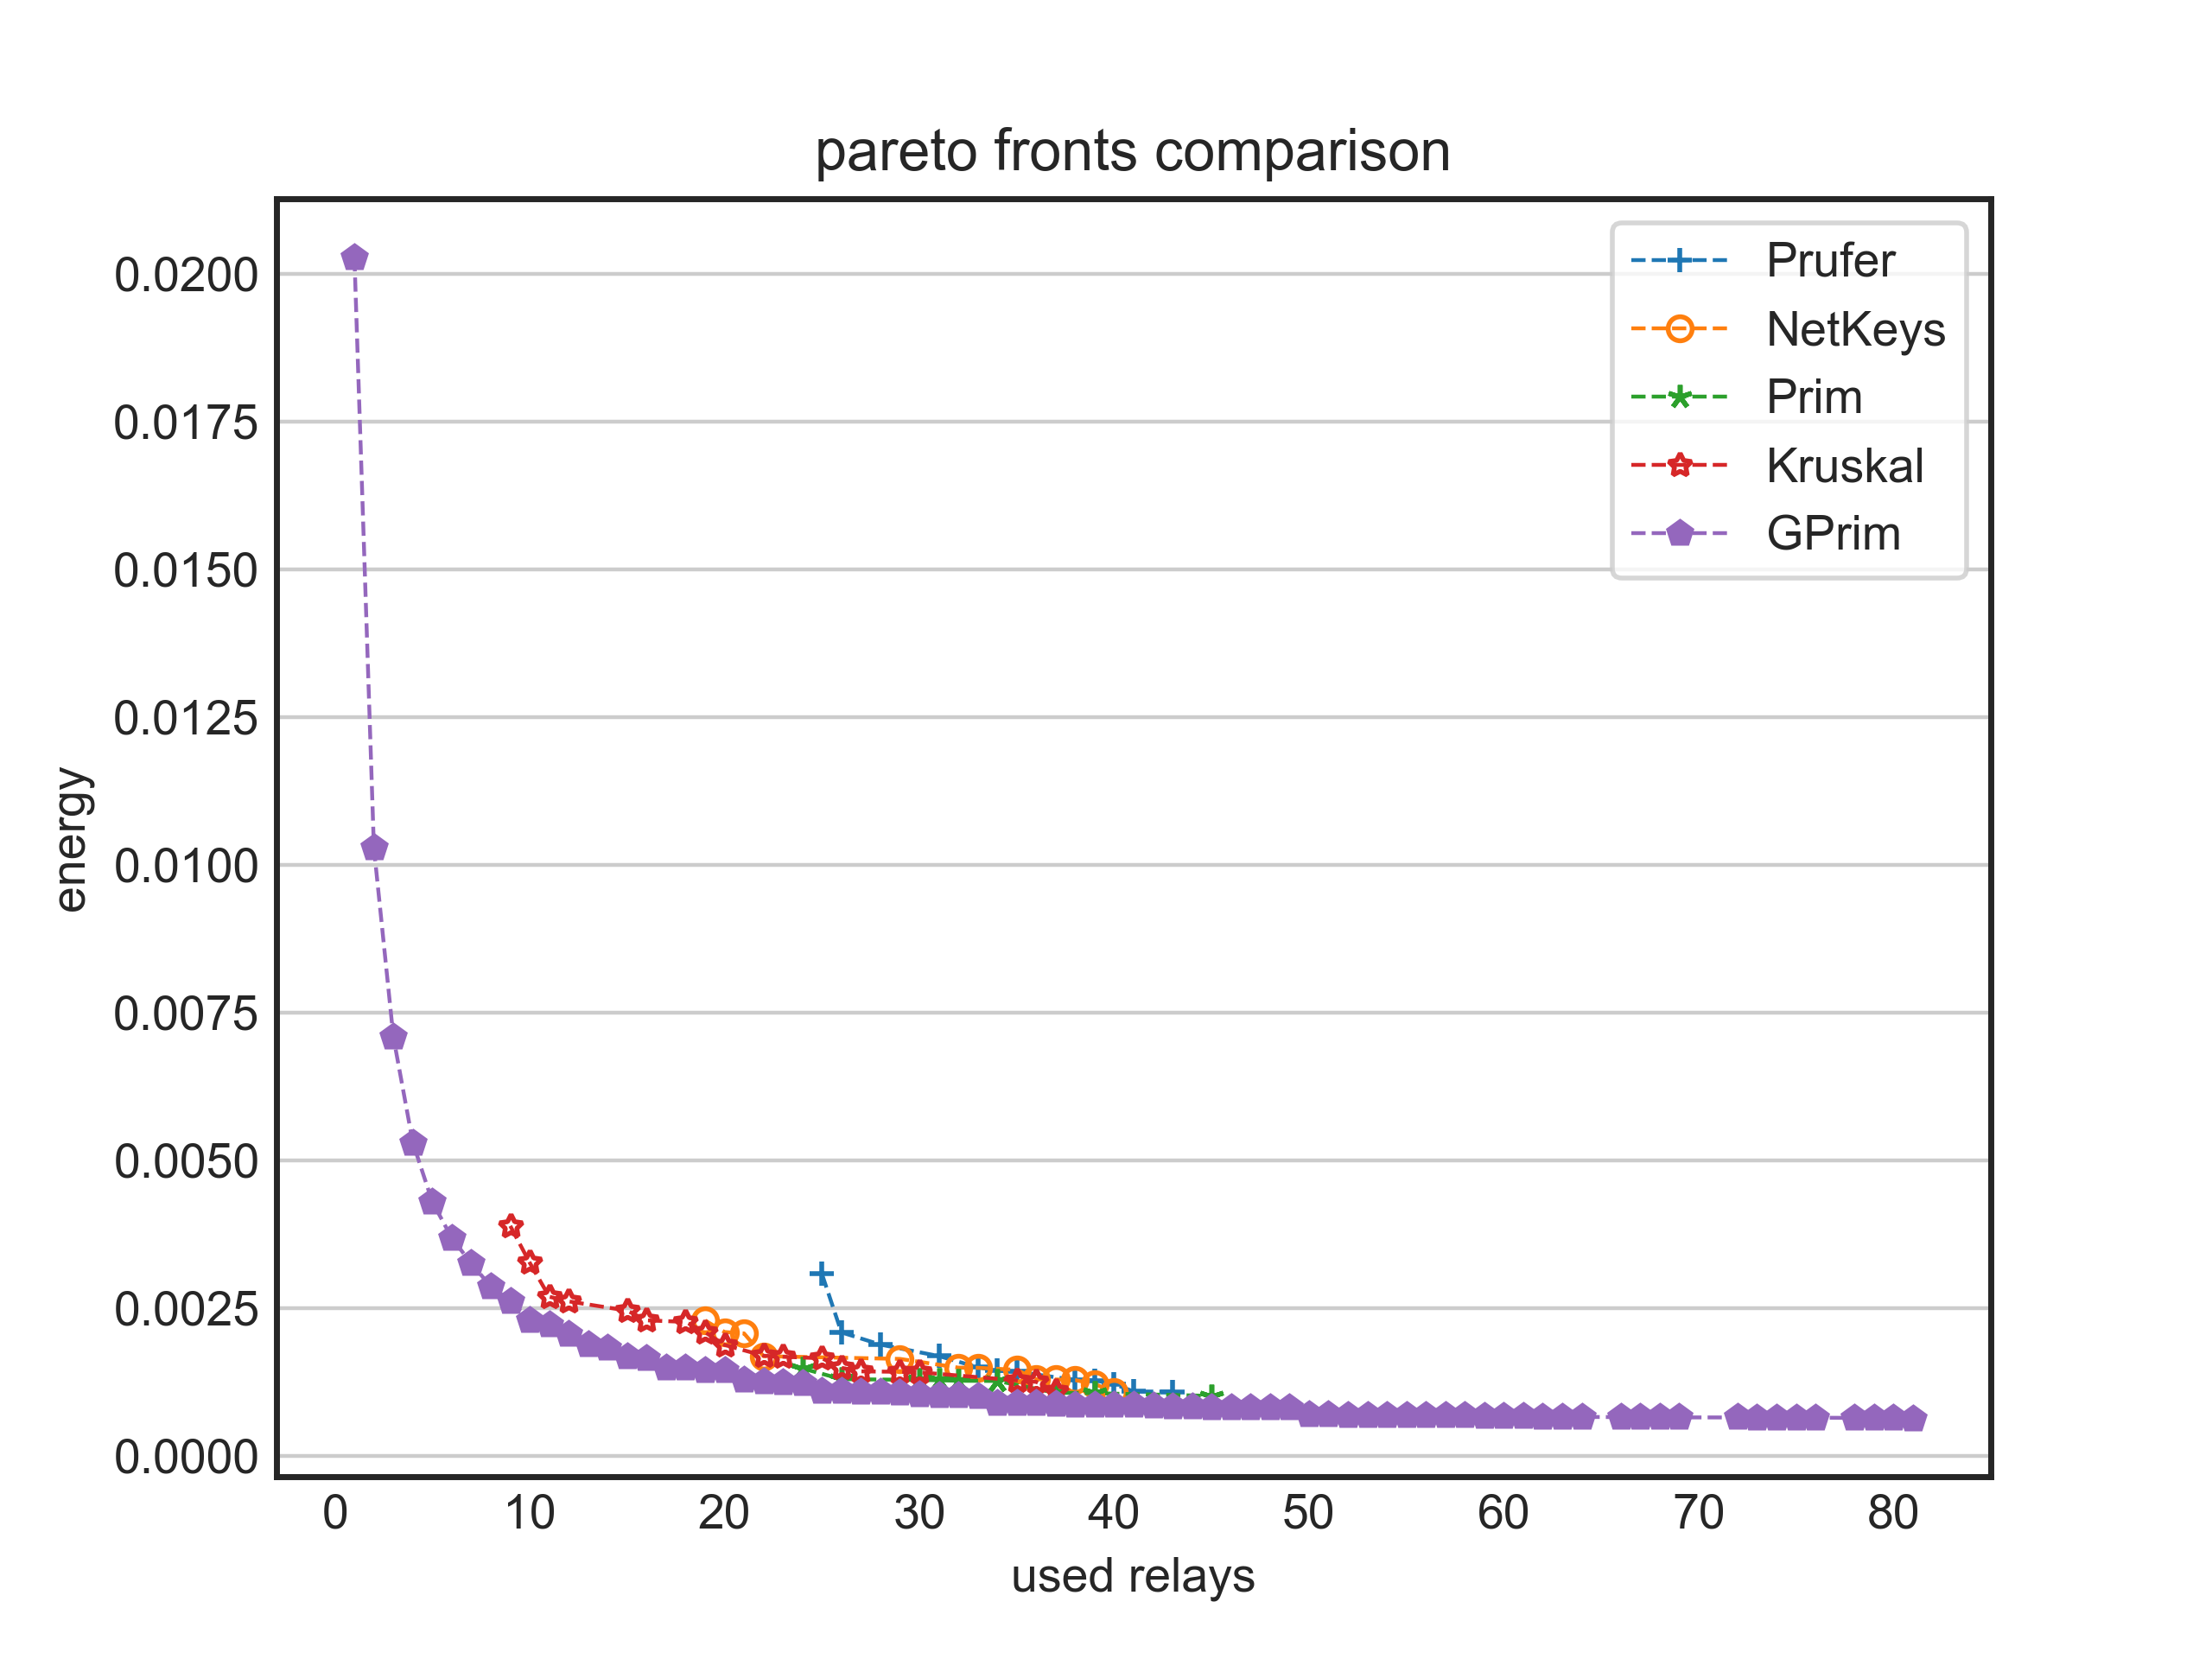 pareto fronts comparison
0.0200
0.0175
0.0150
0.0125
0.0100
0.0075
0.0050
0.0025
0.0000
energy
0 10 20 30 40 50 60 70 80
used relays
Prufer
NetKeys
Prim
Kruskal
GPrim